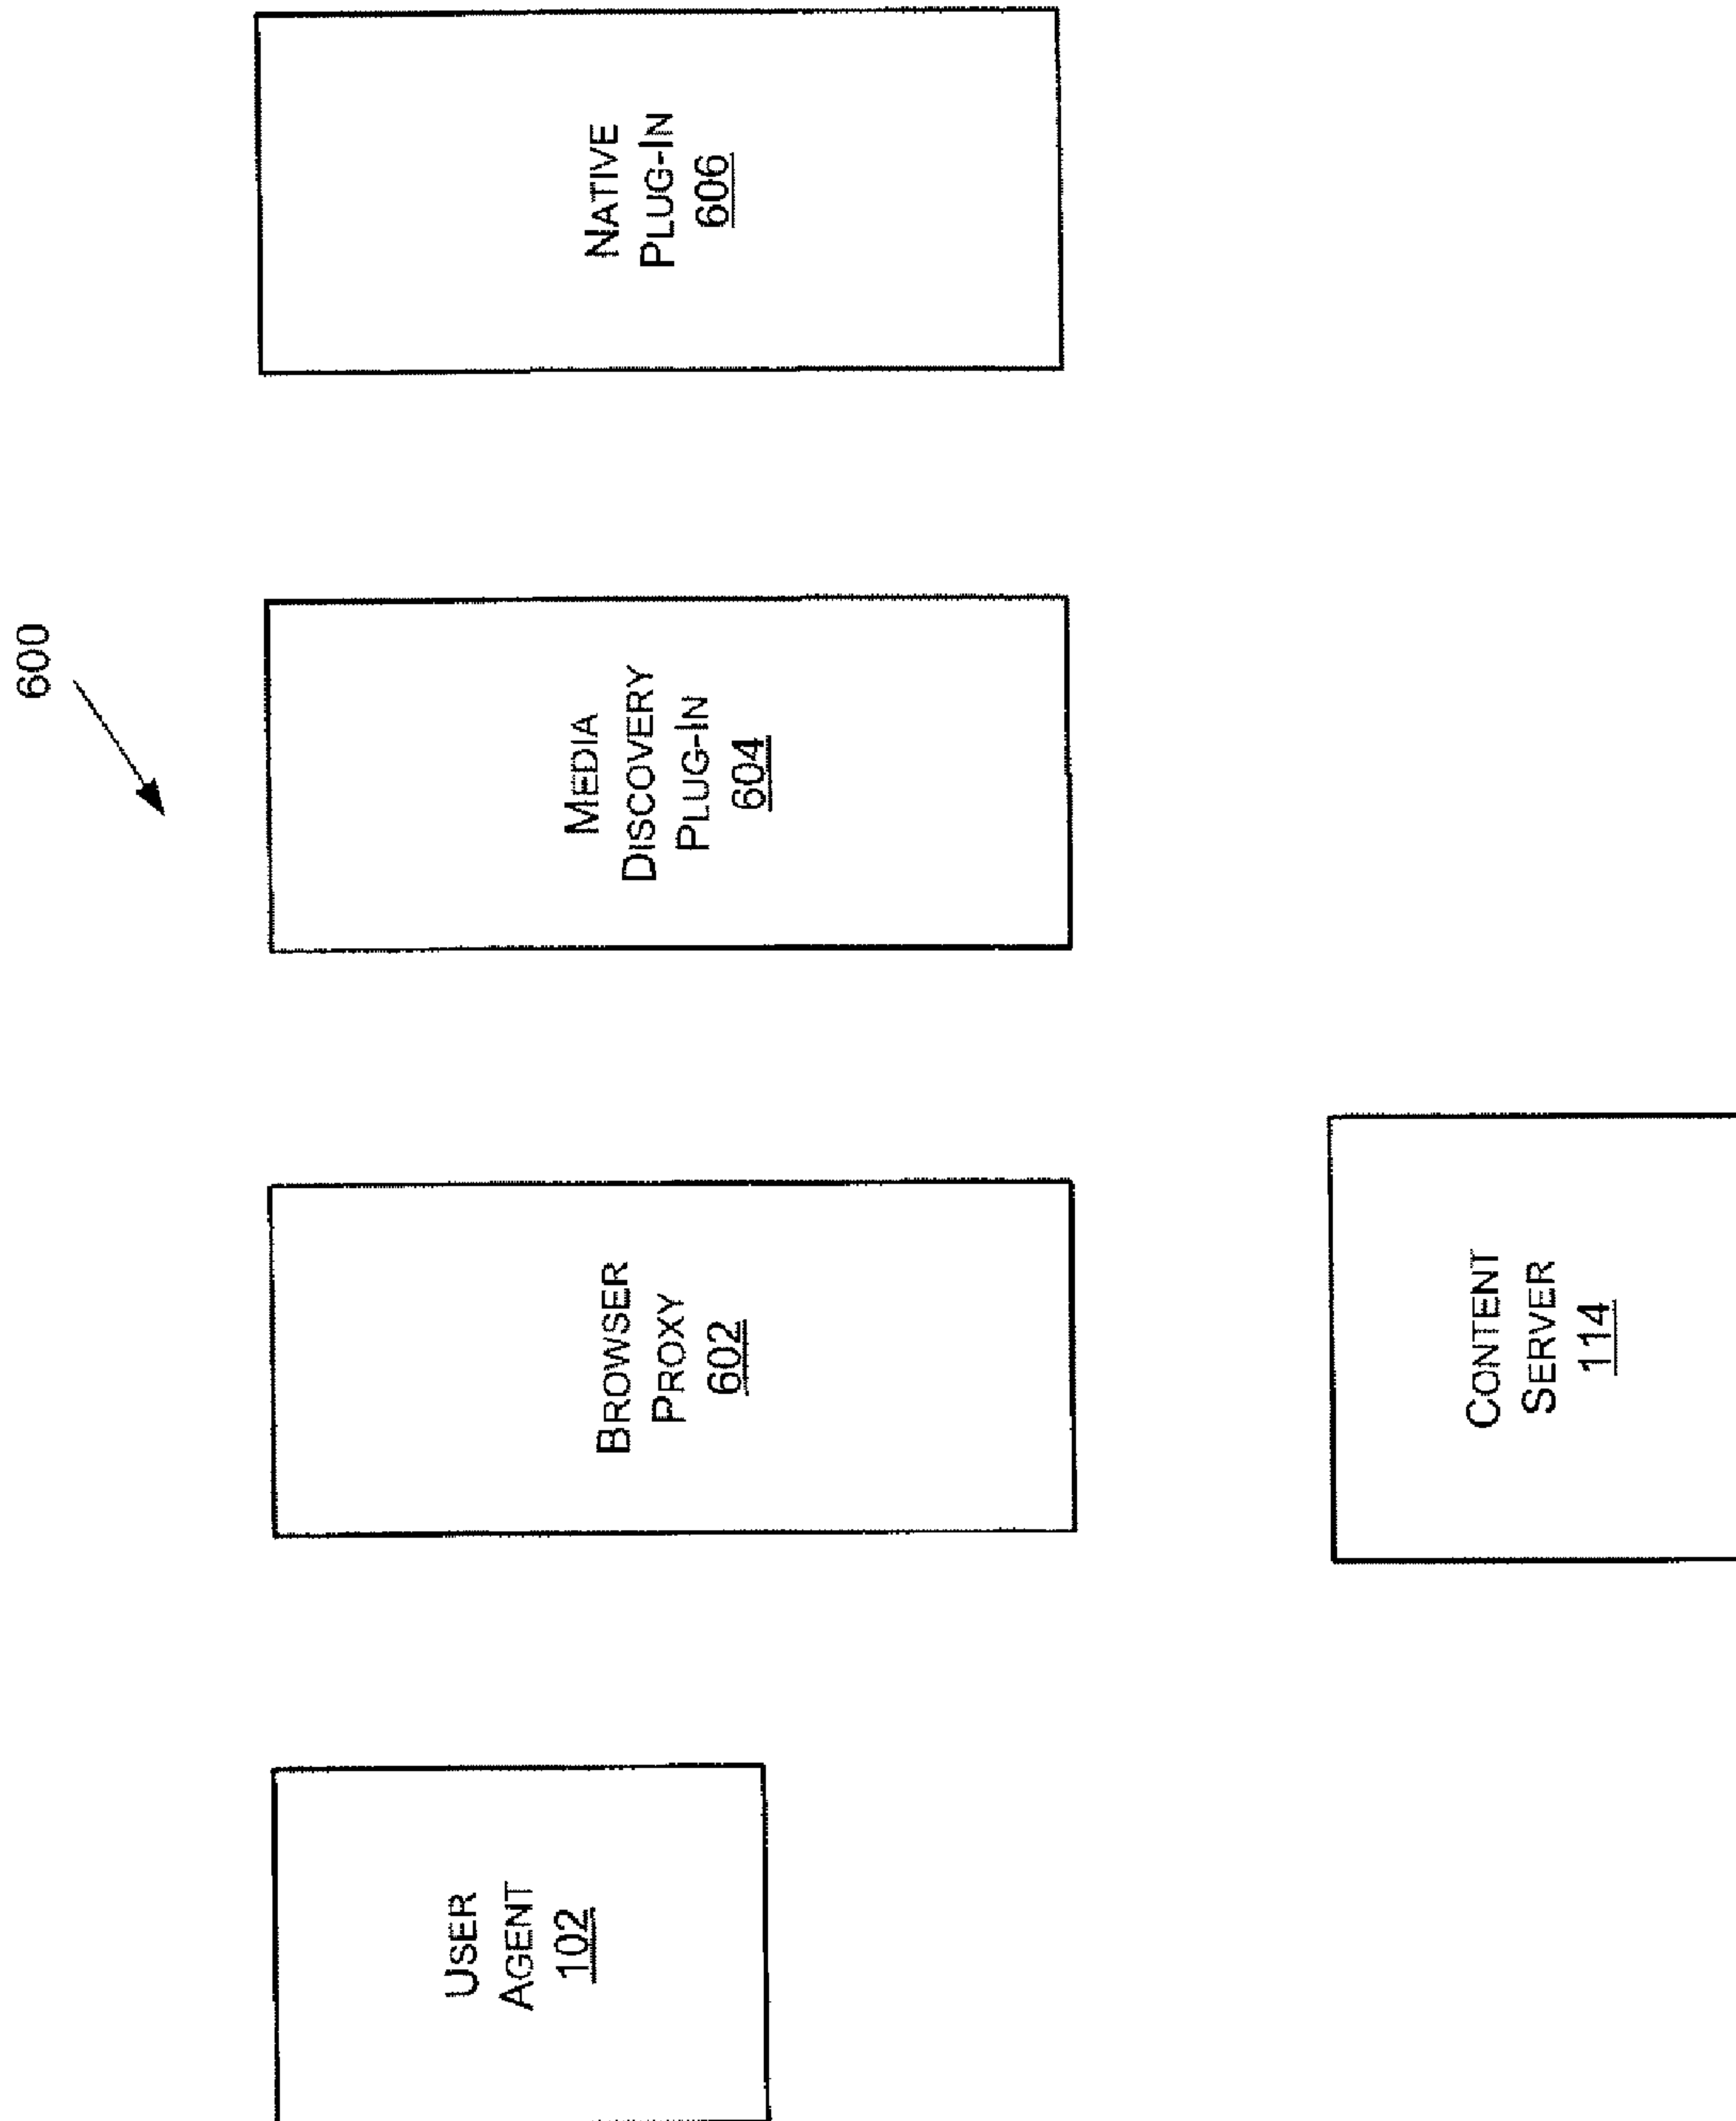 600
USER
AGENT
102
BROWSER
PROXY
602
MEDIA
DISCOVERY
PLUG-IN
604
NATIVE
PLUG-IN
606
CONTENT
SERVER
114